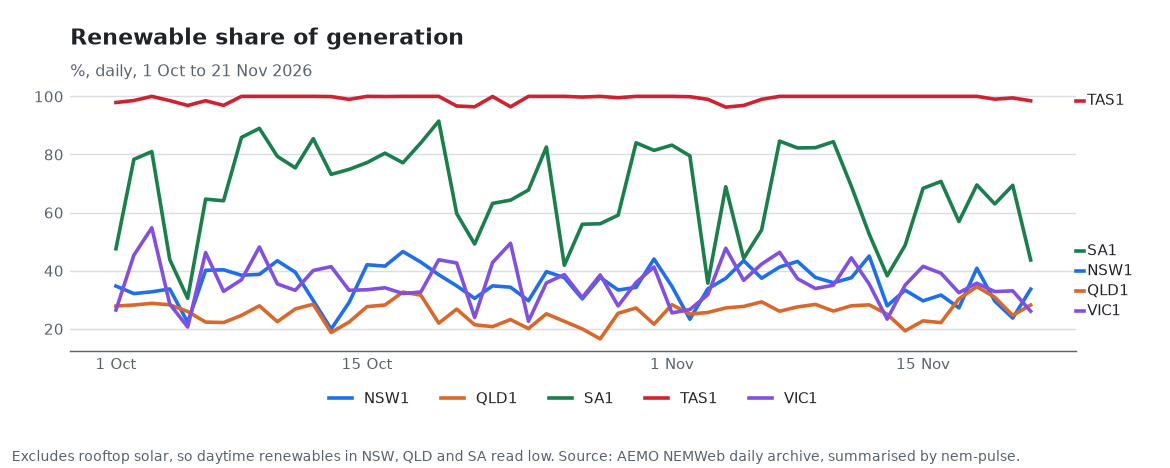 Renewable share of generation
%, daily, 1 Oct to 21 Nov 2026
100
80
60
40
20
TAS1
SA1
NSW1
QLD1
VIC1
1 Oct 15 Oct 1 Nov 15 Nov
NSW1 QLD1 SA1 TAS1 VIC1
Excludes rooftop solar, so daytime renewables in NSW, QLD and SA read low. Source: AEMO NEMWeb daily archive, summarised by nem-pulse.